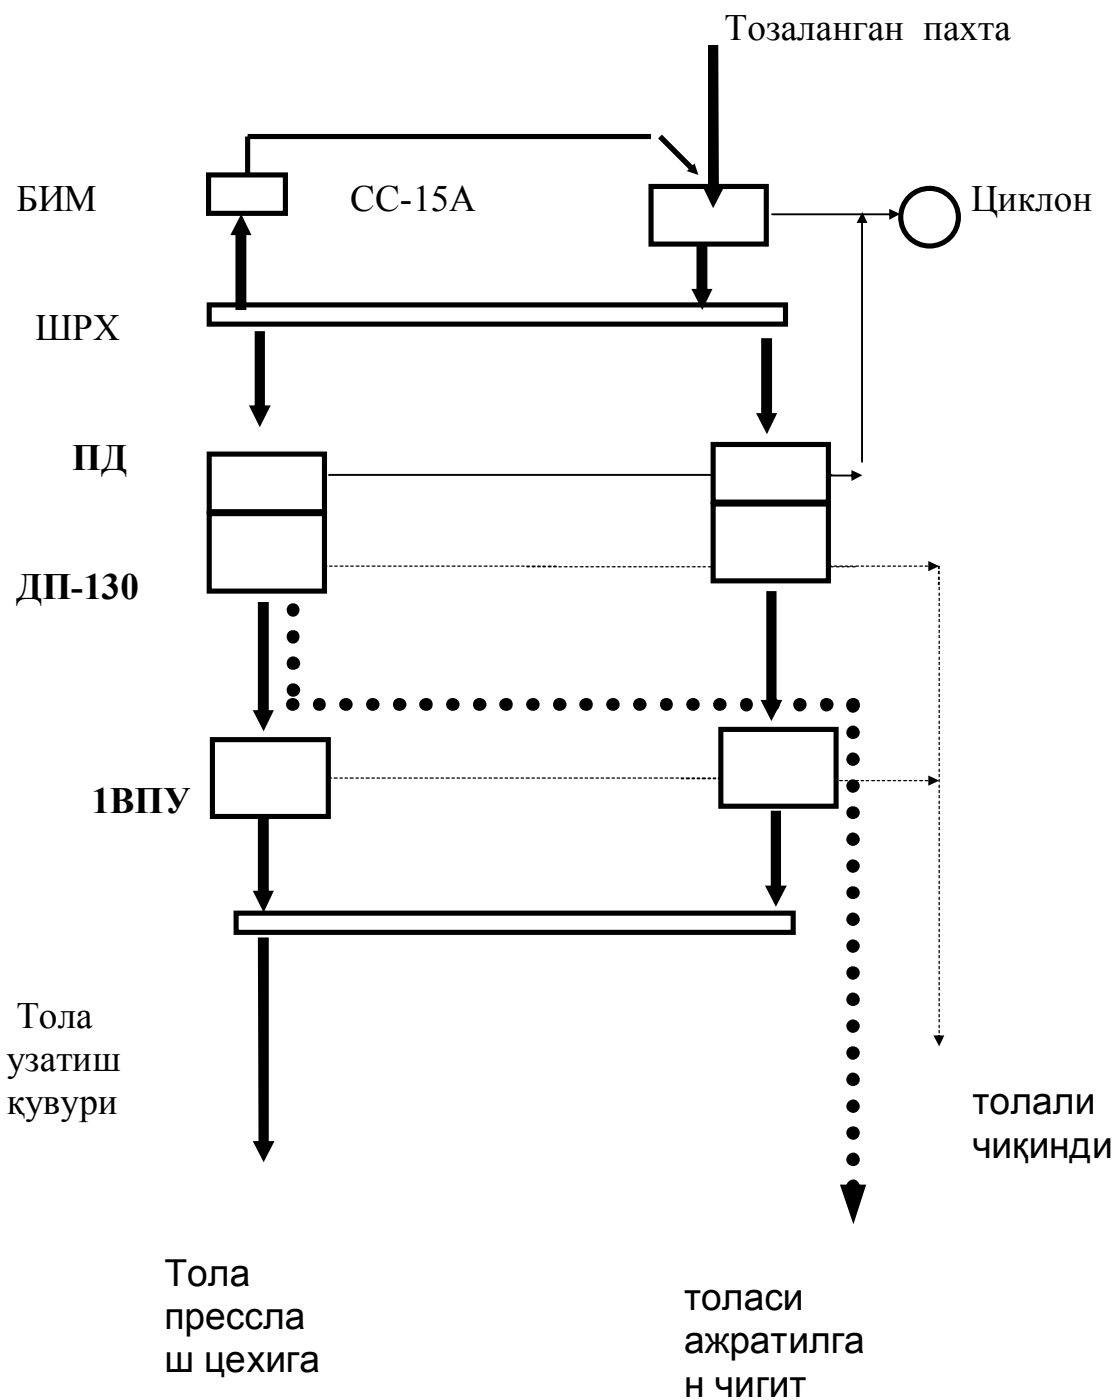 Тозаланган пахта
БИМ
СС-15А
Циклон
ШРХ
ПД
ДП-130
1ВПУ
Тола
узатиш
қувури
толали
чиқинди
Тола
прессла
ш цехига
толаси
ажратилга
н чигит